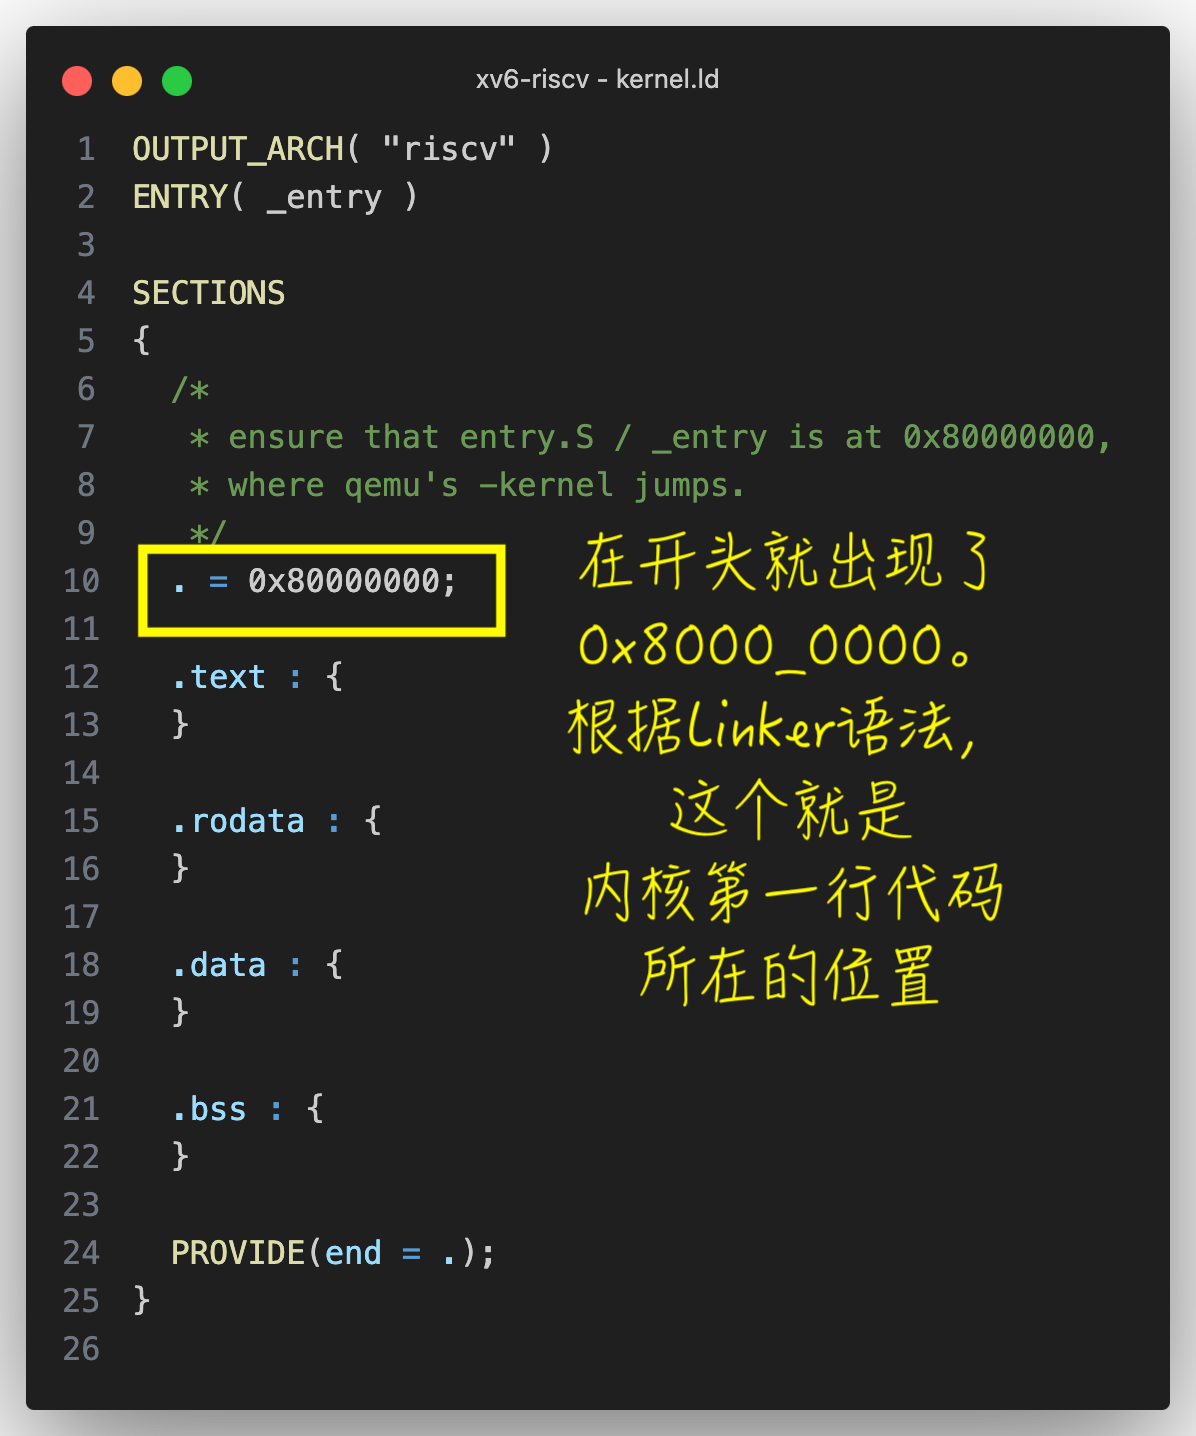 xv6-riscv - kernel.ld
1 OUTPUT_ARCH( "riscv" )
2 ENTRY( _entry )
3
4 SECTIONS
5 {
6   /*
7    * ensure that entry.S / _entry is at 0x80000000,
8    * where qemu's -kernel jumps.
9    */
10   . = 0x80000000;
11
12   .text : {
13   }
14
15   .rodata : {
16   }
17
18   .data : {
19   }
20
21   .bss : {
22   }
23
24   PROVIDE(end = .);
25 }
26
在开头就出现了
0x8000_0000。
根据Linker语法,
这个就是
内核第一行代码
所在的位置